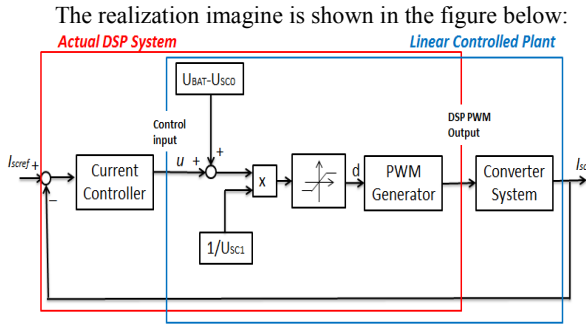 The realization imagine is shown in the figure below:
Actual DSP System
Linear Controlled Plant
UBAT-USC0
Control
input
DSP PWM
Output
Iscref +
u +
+
Current
Controller
x
d
PWM
Generator
Converter
System
Isc
−
1/USC1